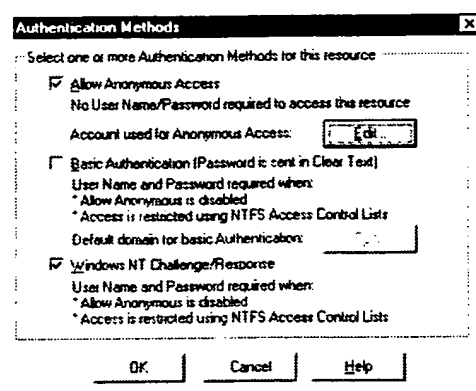 Authentication Methods
Select one or more Authentication Methods for this resource
Allow Anonymous Access
No User Name/Password required to access this resource
Account used for Anonymous Access:
Edit...
Basic Authentication (Password is sent in Clear Text)
User Name and Password required when:
* Allow Anonymous is disabled
* Access is restricted using NTFS Access Control Lists
Default domain for basic Authentication:
Windows NT Challenge/Response
User Name and Password required when:
* Allow Anonymous is disabled
* Access is restricted using NTFS Access Control Lists
OK
Cancel
Help